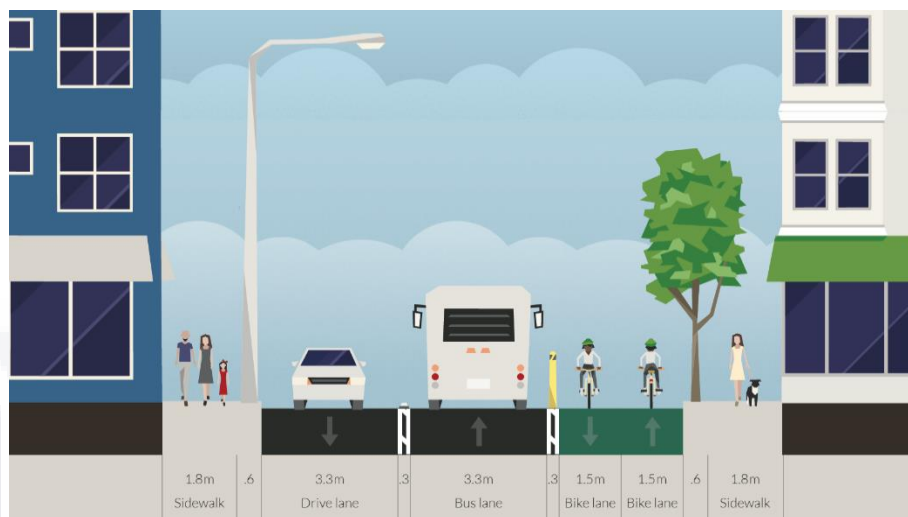 1.8m .6 3.3m .3 3.3m .3 1.5m 1.5m .6 1.8m
Sidewalk Drive lane Bus lane Bike lane Bike lane Sidewalk